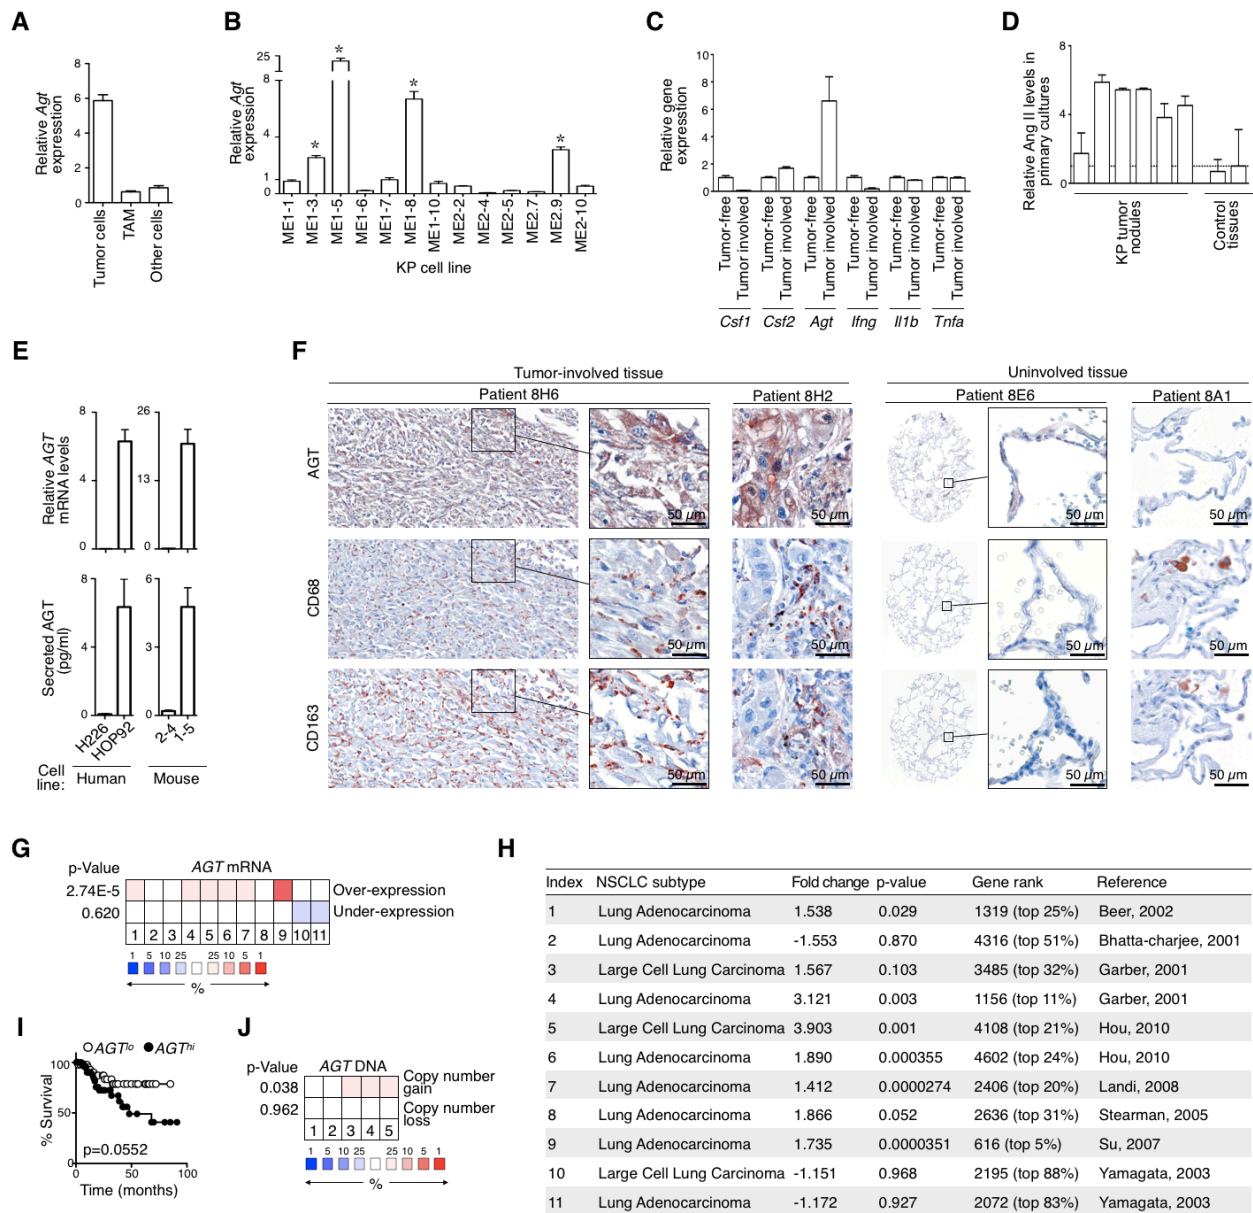 A
Relative Agt
expresstion
8
6
4
2
0
Tumor cells
TAM
Other cells
B
Relative Agt
expression
25
8
4
1
0
*
*
*
*
ME1-1
ME1-3
ME1-5
ME1-6
ME1-7
ME1-8
ME1-10
ME2-2
ME2-4
ME2-5
ME2.7
ME2.9
ME2-10
KP cell line
C
Relative gene
expression
10
8
6
4
2
0
Tumor-free
Tumor involved
Tumor-free
Tumor involved
Tumor-free
Tumor involved
Tumor-free
Tumor involved
Tumor-free
Tumor involved
Tumor-free
Tumor involved
Csf1
Csf2
Agt
Ifng
Il1b
Tnfa
D
Relative Ang II levels in
primary cultures
8
4
0
KP tumor
nodules
Control
tissues
E
Relative AGT
mRNA levels
8
4
0
26
13
0
Secreted AGT
(pg/ml)
8
4
0
6
3
0
H226
HOP92
2-4
1-5
Cell
line:
Human
Mouse
F
Tumor-involved tissue
Uninvolved tissue
Patient 8H6
Patient 8H2
Patient 8E6
Patient 8A1
AGT
50 µm
50 µm
50 µm
50 µm
CD68
50 µm
50 µm
50 µm
50 µm
CD163
50 µm
50 µm
50 µm
50 µm
G
p-Value
AGT mRNA
2.74E-5
Over-expression
0.620
Under-expression
1 2 3 4 5 6 7 8 9 10 11
1 5 10 25 25 10 5 1
%
H
Index NSCLC subtype Fold change p-value Gene rank Reference
1 Lung Adenocarcinoma 1.538 0.029 1319 (top 25%) Beer, 2002
2 Lung Adenocarcinoma -1.553 0.870 4316 (top 51%) Bhatta-charjee, 2001
3 Large Cell Lung Carcinoma 1.567 0.103 3485 (top 32%) Garber, 2001
4 Lung Adenocarcinoma 3.121 0.003 1156 (top 11%) Garber, 2001
5 Large Cell Lung Carcinoma 3.903 0.001 4108 (top 21%) Hou, 2010
6 Lung Adenocarcinoma 1.890 0.000355 4602 (top 24%) Hou, 2010
7 Lung Adenocarcinoma 1.412 0.0000274 2406 (top 20%) Landi, 2008
8 Lung Adenocarcinoma 1.866 0.052 2636 (top 31%) Stearman, 2005
9 Lung Adenocarcinoma 1.735 0.0000351 616 (top 5%) Su, 2007
10 Large Cell Lung Carcinoma -1.151 0.968 2195 (top 88%) Yamagata, 2003
11 Lung Adenocarcinoma -1.172 0.927 2072 (top 83%) Yamagata, 2003
I
AGTlo AGThi
% Survival
100
50
0
p=0.0552
0 50 100
Time (months)
J
p-Value
AGT DNA
0.038
Copy number
gain
0.962
Copy number
loss
1 2 3 4 5
1 5 10 25 25 10 5 1
%